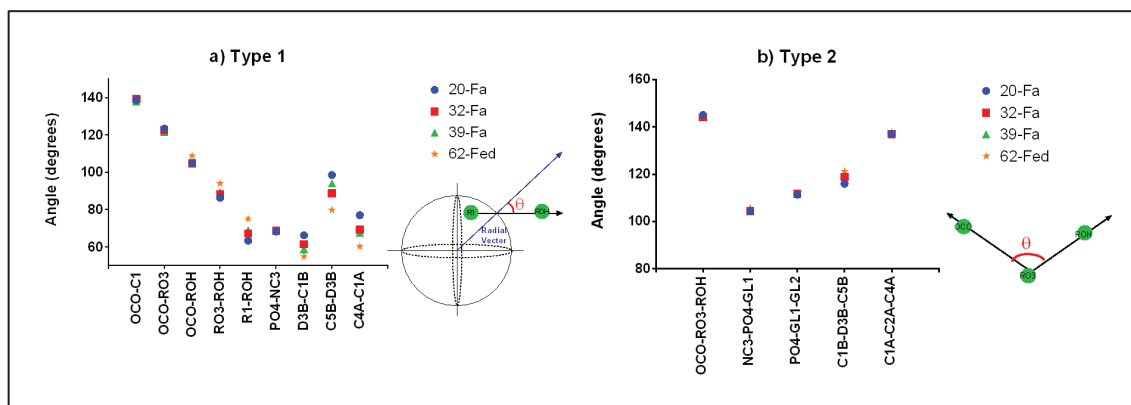 a) Type 1
Angle (degrees)
140
120
100
80
60
OCO-C1
OCO-RO3
OCO-ROH
RO3-ROH
R1-ROH
PO4-NC3
D3B-C1B
C5B-D3B-
C4A-C1A
20-Fa
32-Fa
39-Fa
62-Fed
R1
θ
ROH
Radial
Vector
b) Type 2
Angle (degrees)
160
140
120
100
80
OCO-RO3-ROH
NC3-PO4-GL1
PO4-GL1-GL2
C1B-D3B-C5B
C1A-C2A-C4A
20-Fa
32-Fa
39-Fa
62-Fed
OCO
θ
ROH
RO3